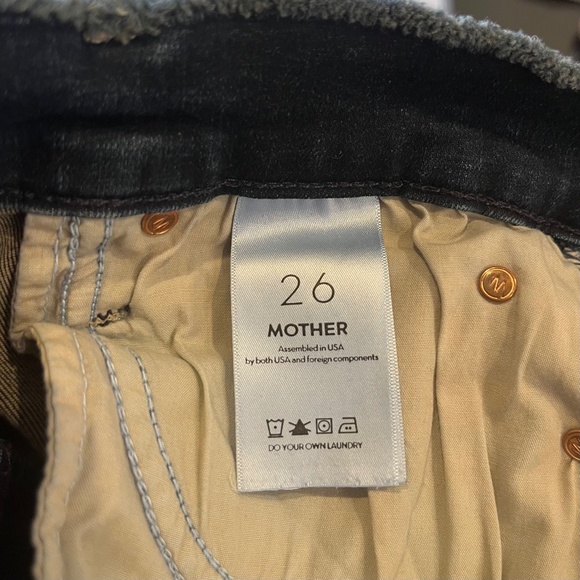 26
MOTHER
Assembled in USA
by both USA and foreign components
DO YOUR OWN LAUNDRY
M
M
M